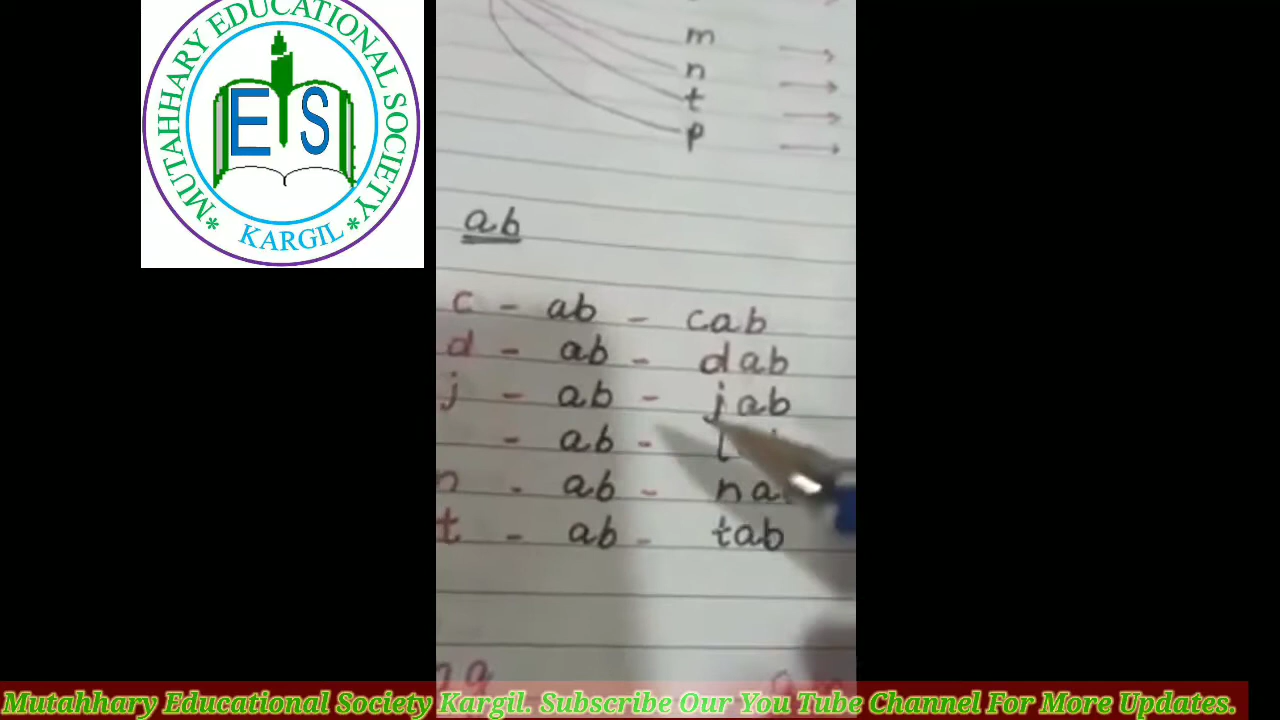 MUTAHHARY EDUCATIONAL SOCIETY
E S
* KARGIL *
m
n
t
p
ab
c - ab - cab
d - ab - dab
j - ab - jab
- ab - l
n - ab - na
t - ab - tab
Mutahhary Educational Society Kargil. Subscribe Our You Tube Channel For More Updates.